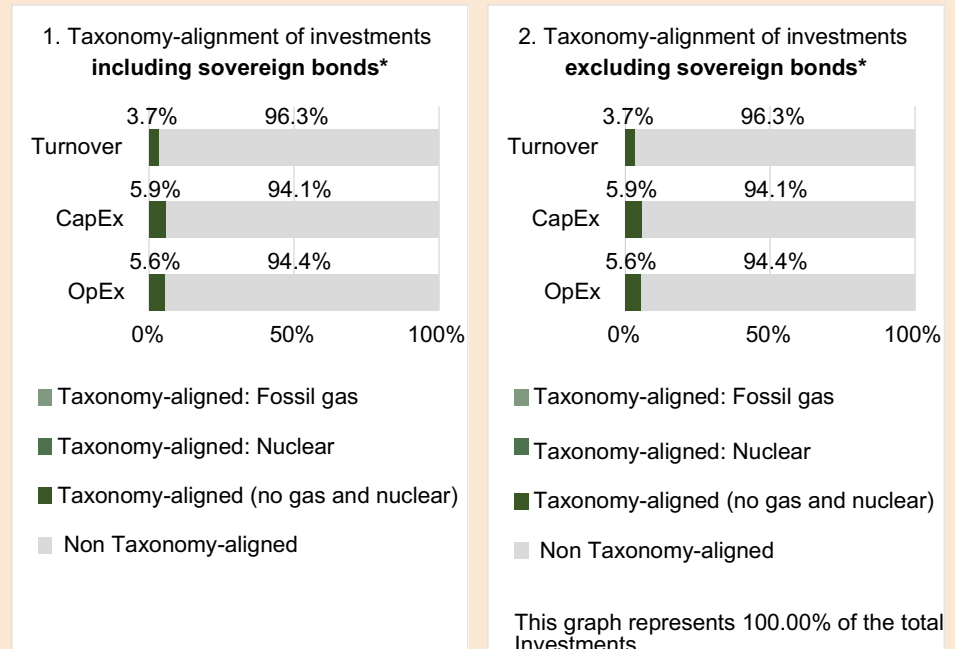 1. Taxonomy-alignment of investments
including sovereign bonds*
3.7% 96.3%
Turnover
5.9% 94.1%
CapEx
5.6% 94.4%
OpEx
0% 50% 100%
Taxonomy-aligned: Fossil gas
Taxonomy-aligned: Nuclear
Taxonomy-aligned (no gas and nuclear)
Non Taxonomy-aligned
2. Taxonomy-alignment of investments
excluding sovereign bonds*
3.7% 96.3%
Turnover
5.9% 94.1%
CapEx
5.6% 94.4%
OpEx
0% 50% 100%
Taxonomy-aligned: Fossil gas
Taxonomy-aligned: Nuclear
Taxonomy-aligned (no gas and nuclear)
Non Taxonomy-aligned
This graph represents 100.00% of the total
Investments